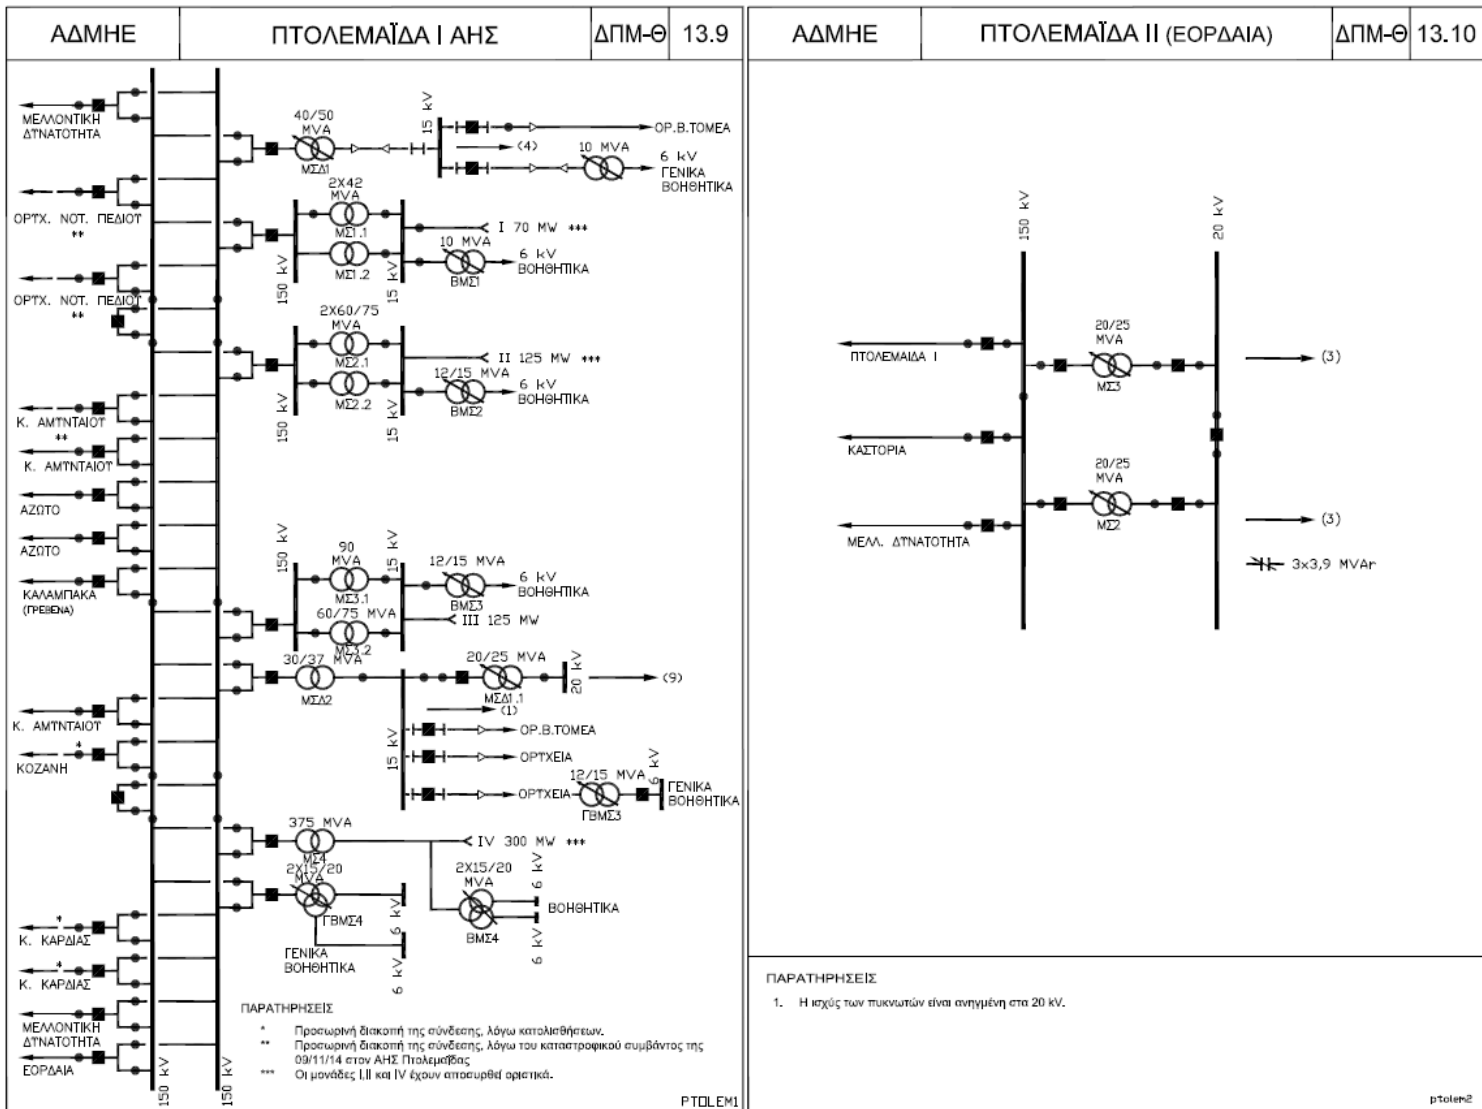 ΑΔΜΗΕ
ΠΤΟΛΕΜΑΪΔΑ Ι ΑΗΣ
ΔΠΜ-Θ
13.9
ΜΕΛΛΟΝΤΙΚΗ
ΔΥΝΑΤΟΤΗΤΑ
ΟΡΥΧ. ΝΟΤ. ΠΕΔΙΟΥ
**
ΟΡΥΧ. ΝΟΤ. ΠΕΔΙΟΥ
**
Κ. ΑΜΥΝΤΑΙΟΥ
**
Κ. ΑΜΥΝΤΑΙΟΥ
ΑΖΩΤΟ
ΑΖΩΤΟ
ΚΑΛΑΜΠΑΚΑ
(ΓΡΕΒΕΝΑ)
Κ. ΑΜΥΝΤΑΙΟΥ
*
ΚΟΖΑΝΗ
*
Κ. ΚΑΡΔΙΑΣ
*
Κ. ΚΑΡΔΙΑΣ
ΜΕΛΛΟΝΤΙΚΗ
ΔΥΝΑΤΟΤΗΤΑ
ΕΟΡΔΑΙΑ
150 kV
150 kV
40/50
MVA
ΜΣΔ1
15 kV
ΟΡ.Β.ΤΟΜΕΑ
(4)
10 MVA
6 kV
ΓΕΝΙΚΑ
ΒΟΗΘΗΤΙΚΑ
2X42
MVA
ΜΣ1.1
ΜΣ1.2
150 kV
15 kV
Ι 70 MW ***
10 MVA
ΒΜΣ1
6 kV
ΒΟΗΘΗΤΙΚΑ
2X60/75
MVA
ΜΣ2.1
ΜΣ2.2
150 kV
15 kV
ΙΙ 125 MW ***
12/15 MVA
ΒΜΣ2
6 kV
ΒΟΗΘΗΤΙΚΑ
150 kV
15 kV
90
MVA
ΜΣ3.1
60/75 MVA
ΜΣ3.2
12/15 MVA
ΒΜΣ3
6 kV
ΒΟΗΘΗΤΙΚΑ
ΙΙΙ 125 MW
30/37 MVA
ΜΣΔ2
20/25 MVA
ΜΣΔ1.1
20 kV
(9)
(1)
15 kV
ΟΡ.Β.ΤΟΜΕΑ
ΟΡΥΧΕΙΑ
ΟΡΥΧΕΙΑ
12/15 MVA
ΓΒΜΣ3
6 kV
ΓΕΝΙΚΑ
ΒΟΗΘΗΤΙΚΑ
375 MVA
ΜΣ4
ΙV 300 MW ***
2X15/20
MVA
ΓΒΜΣ4
6 kV
6 kV
ΓΕΝΙΚΑ
ΒΟΗΘΗΤΙΚΑ
2X15/20
MVA
ΒΜΣ4
6 kV
6 kV
ΒΟΗΘΗΤΙΚΑ
ΠΑΡΑΤΗΡΗΣΕΙΣ
* Προσωρινή διακοπή της σύνδεσης, λόγω κατολισθήσεων.
** Προσωρινή διακοπή της σύνδεσης, λόγω του καταστροφικού συμβάντος της
09/11/14 στον ΑΗΣ Πτολεμαΐδας
*** Οι μονάδες Ι,ΙΙ και ΙV έχουν αποσυρθεί οριστικά.
PTOLEM1
ΑΔΜΗΕ
ΠΤΟΛΕΜΑΪΔΑ ΙΙ (ΕΟΡΔΑΙΑ)
ΔΠΜ-Θ
13.10
150 kV
20 kV
ΠΤΟΛΕΜΑΙΔΑ Ι
20/25
MVA
ΜΣ3
(3)
ΚΑΣΤΟΡΙΑ
20/25
MVA
ΜΣ2
ΜΕΛΛ. ΔΥΝΑΤΟΤΗΤΑ
(3)
3x3,9 MVAr
ΠΑΡΑΤΗΡΗΣΕΙΣ
1. Η ισχύς των πυκνωτών είναι ανηγμένη στα 20 kV.
ptolem2